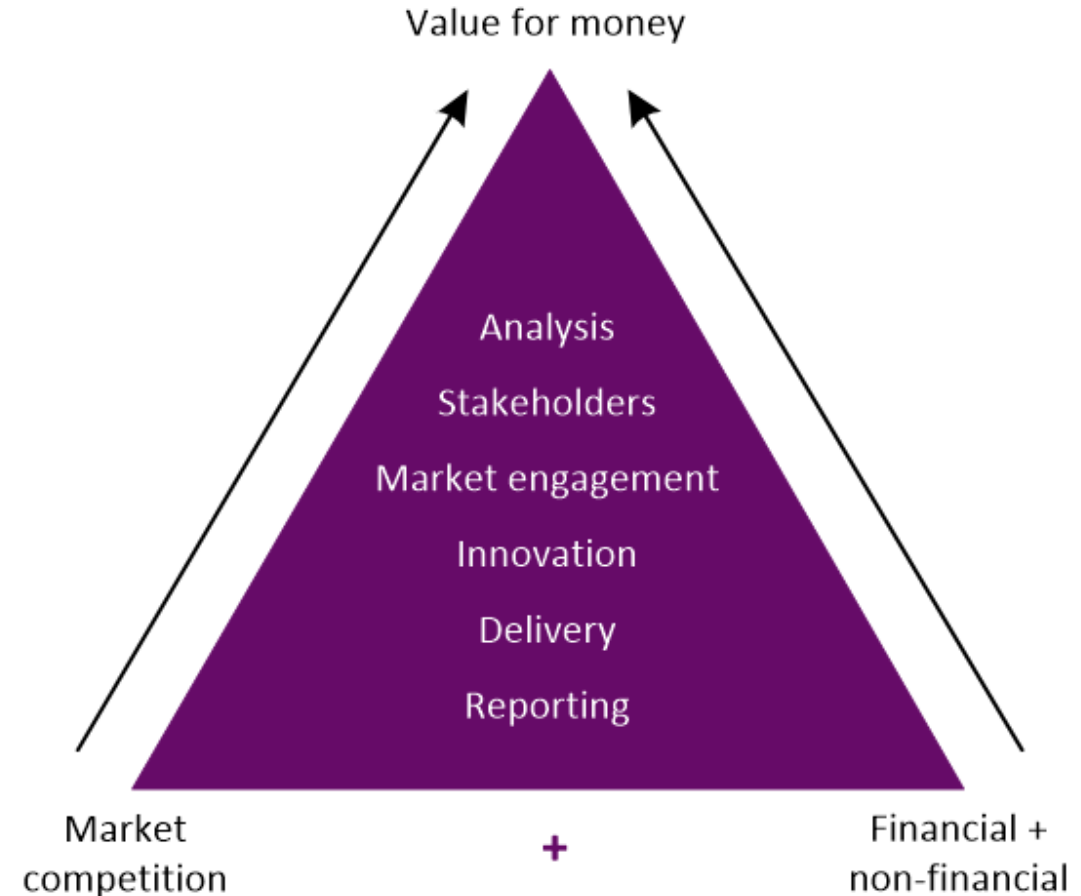 Value for money
Analysis
Stakeholders
Market engagement
Innovation
Delivery
Reporting
Market
competition
+
Financial +
non-financial